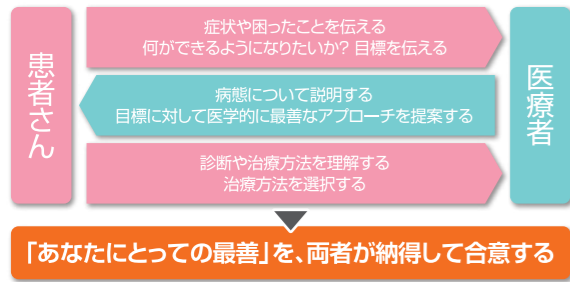 患者さん
症状や困ったことを伝える
何ができるようになりたいか? 目標を伝える
病態について説明する
目標に対して医学的に最善なアプローチを提案する
診断や治療方法を理解する
治療方法を選択する
医療者
「あなたにとっての最善」を、両者が納得して合意する